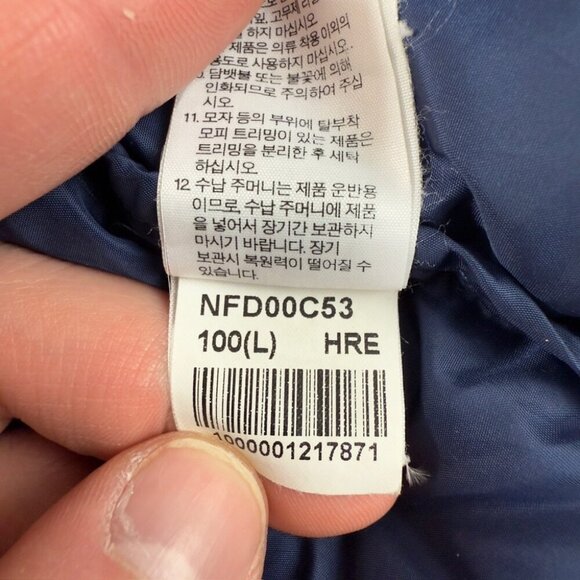 하지 마십시오
제품은 의류 착용 이외의
용도로 사용하지 마십시오.
담뱃불 또는 불꽃에 의해
인화되므로 주의하여 주십
시오.
11. 모자 등의 부위에 탈부착
모피 트리밍이 있는 제품은
트리밍을 분리한 후 세탁
하십시오.
12. 수납 주머니는 제품 운반용
이므로, 수납 주머니에 제품
을 넣어서 장기간 보관하지
마시기 바랍니다. 장기
보관시 복원력이 떨어질 수
있습니다.
NFD00C53
100(L) HRE
1000001217871